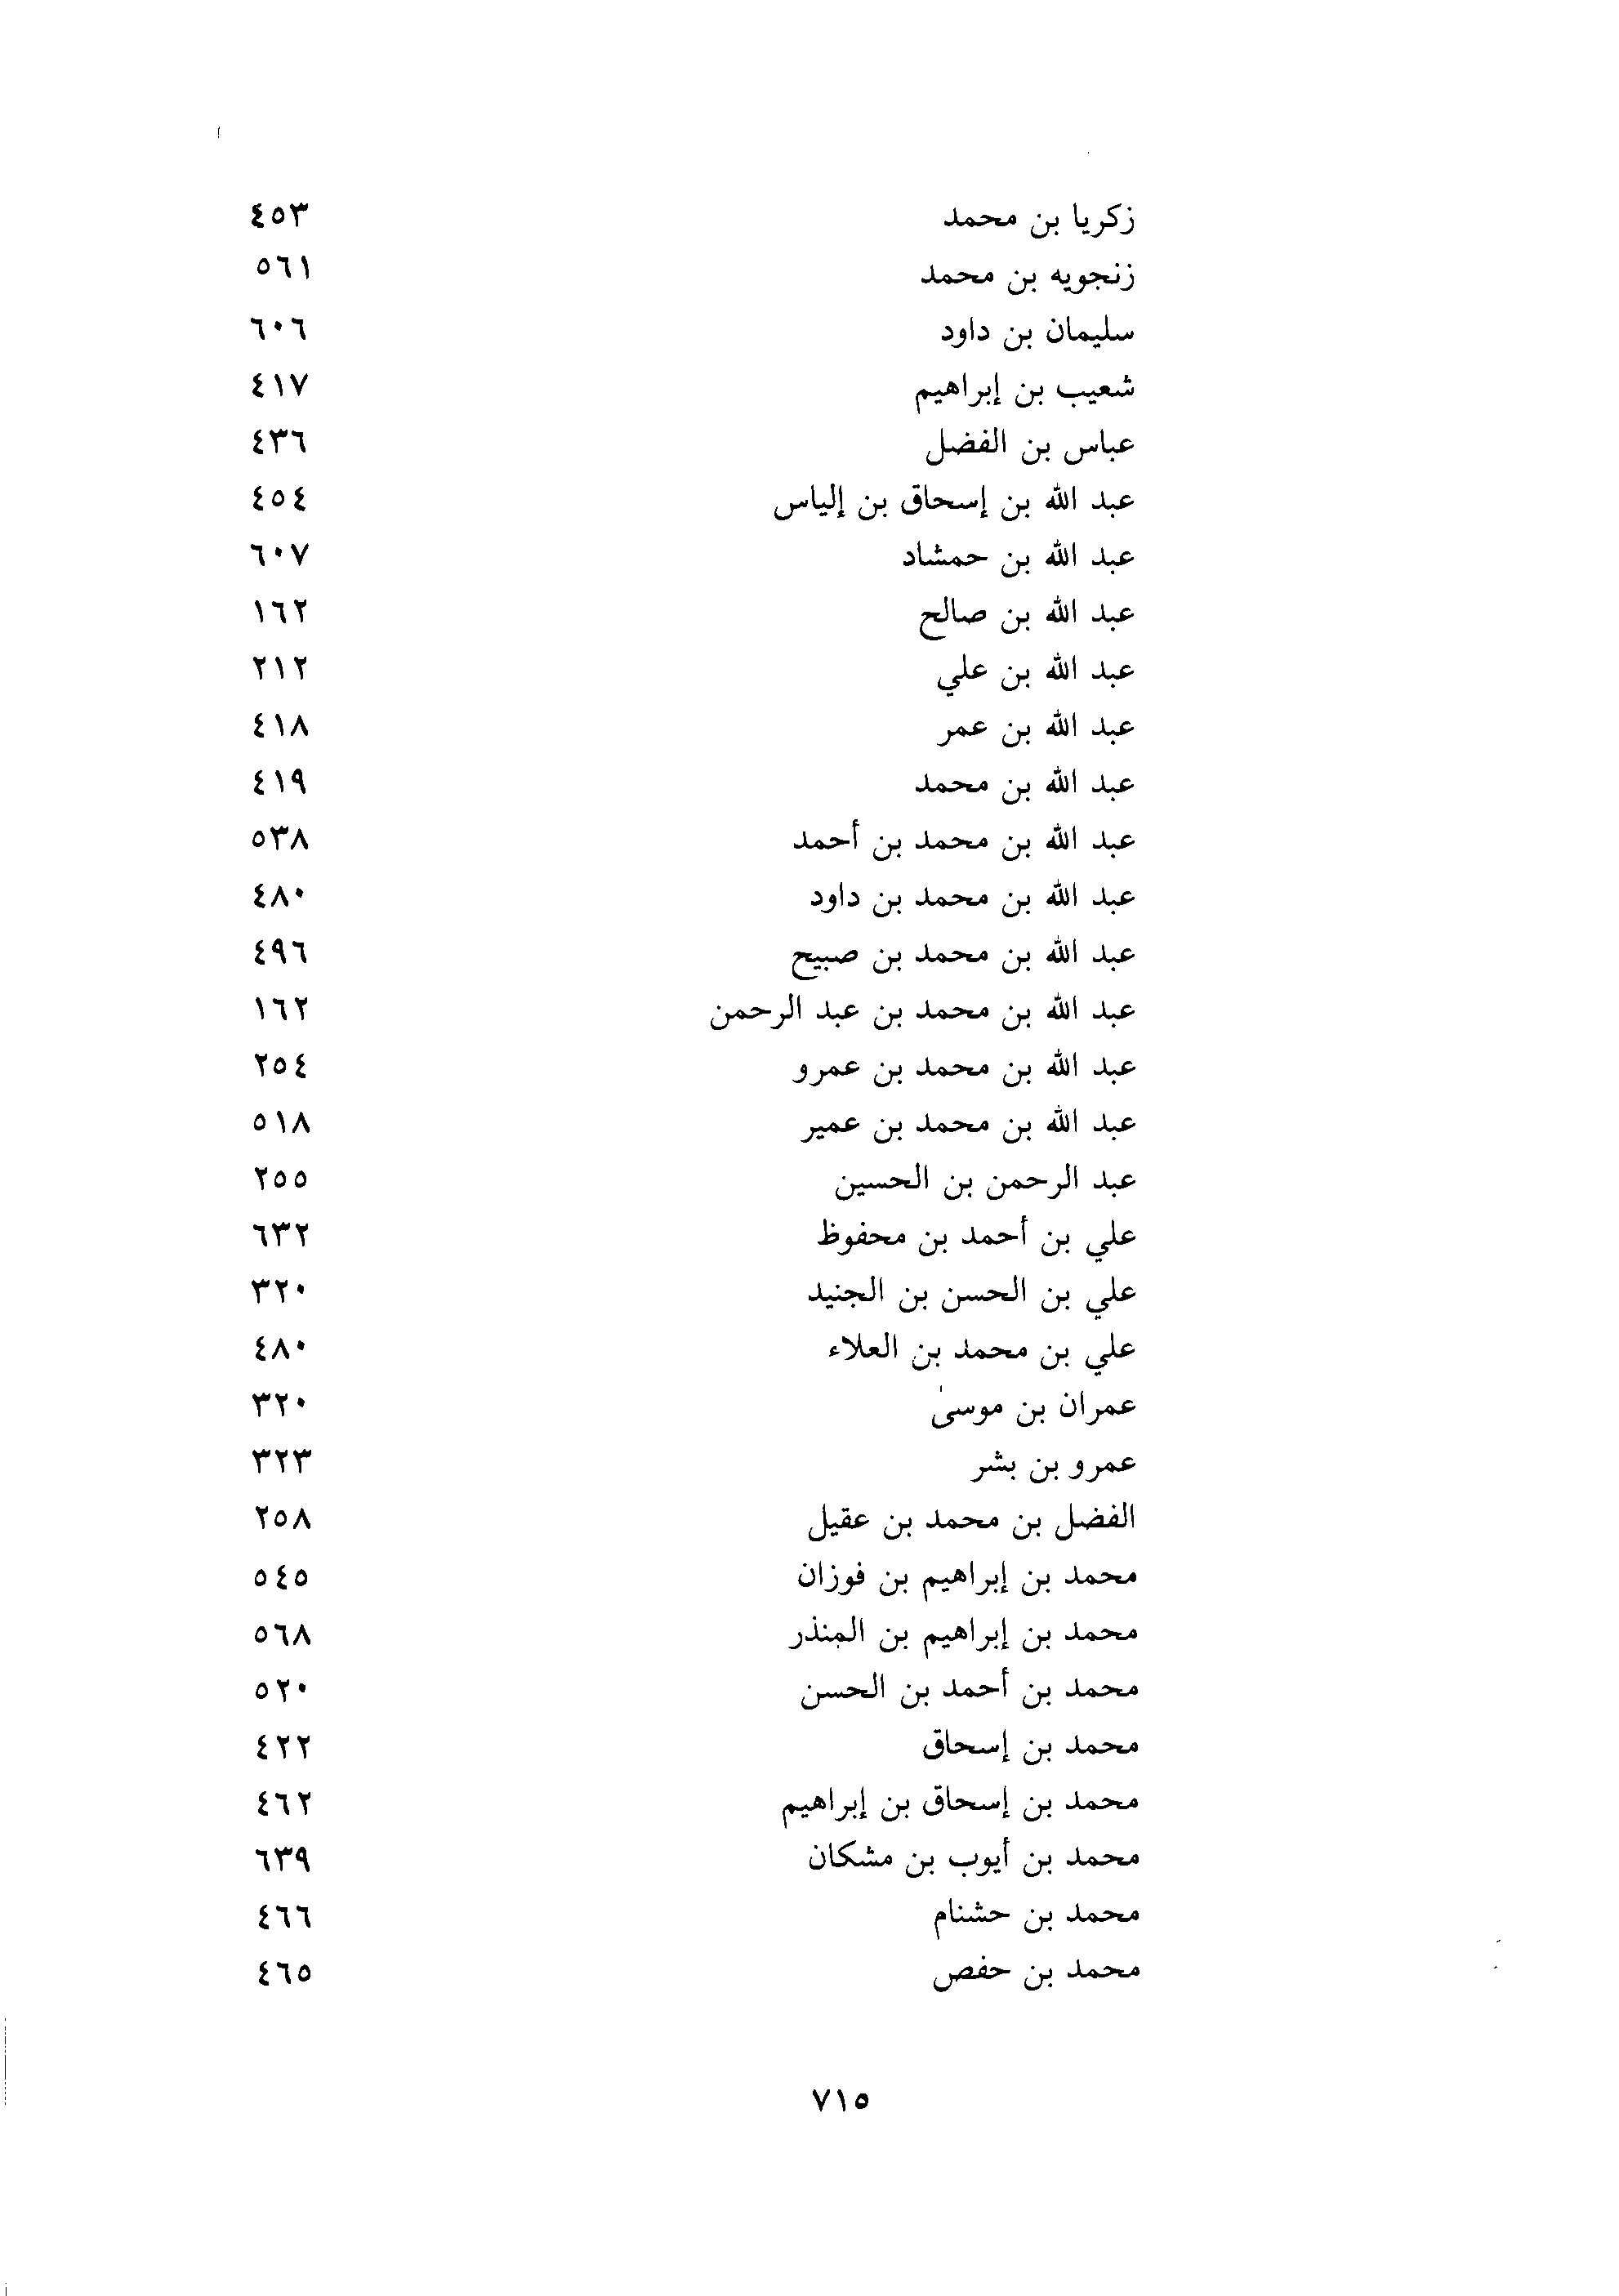 زكريا بن محمد ٤٥٣
زنجويه بن محمد ٥٦١
سليمان بن داود ٦٠٦
شعيب بن إبراهيم ٤١٧
عباس بن الفضل ٤٣٦
عبد الله بن إسحاق بن إلياس ٤٥٤
عبد الله بن حمشاد ٦٠٧
عبد الله بن صالح ١٦٢
عبد الله بن علي ٢١٢
عبد الله بن عمر ٤١٨
عبد الله بن محمد ٤١٩
عبد الله بن محمد بن أحمد ٥٣٨
عبد الله بن محمد بن داود ٤٨٠
عبد الله بن محمد بن صبيح ٤٩٦
عبد الله بن محمد بن عبد الرحمن ١٦٢
عبد الله بن محمد بن عمرو ٢٥٤
عبد الله بن محمد بن عمير ٥١٨
عبد الرحمن بن الحسين ٢٥٥
علي بن أحمد بن محفوظ ٦٣٢
علي بن الحسن بن الجنيد ٣٢٠
علي بن محمد بن العلاء ٤٨٠
عمران بن موسىٰ ٣٢٠
عمرو بن بشر ٣٢٣
الفضل بن محمد بن عقيل ٢٥٨
محمد بن إبراهيم بن فوزان ٥٤٥
محمد بن إبراهيم بن المنذر ٥٦٨
محمد بن أحمد بن الحسن ٥٢٠
محمد بن إسحاق ٤٢٢
محمد بن إسحاق بن إبراهيم ٤٦٢
محمد بن أيوب بن مشكان ٦٣٩
محمد بن حشنام ٤٦٦
محمد بن حفص ٤٦٥
٧١٥